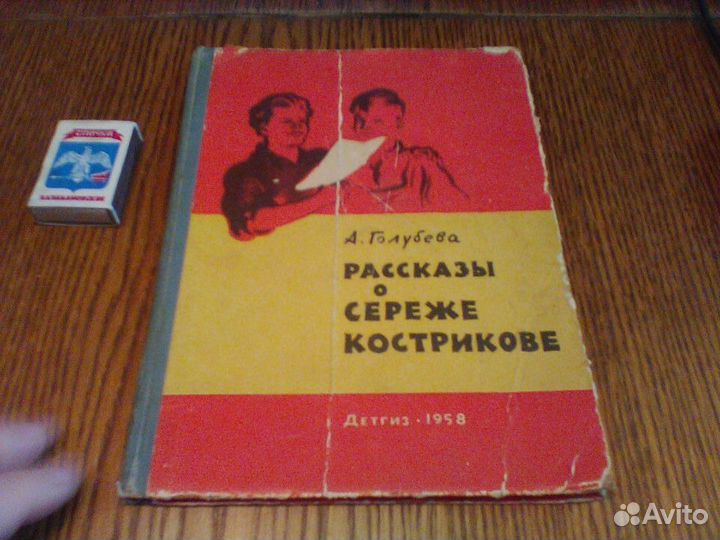 А. Голубева
РАССКАЗЫ
о
СЕРЕЖЕ
КОСТРИКОВЕ
ДЕТГИЗ · 1958
Avito